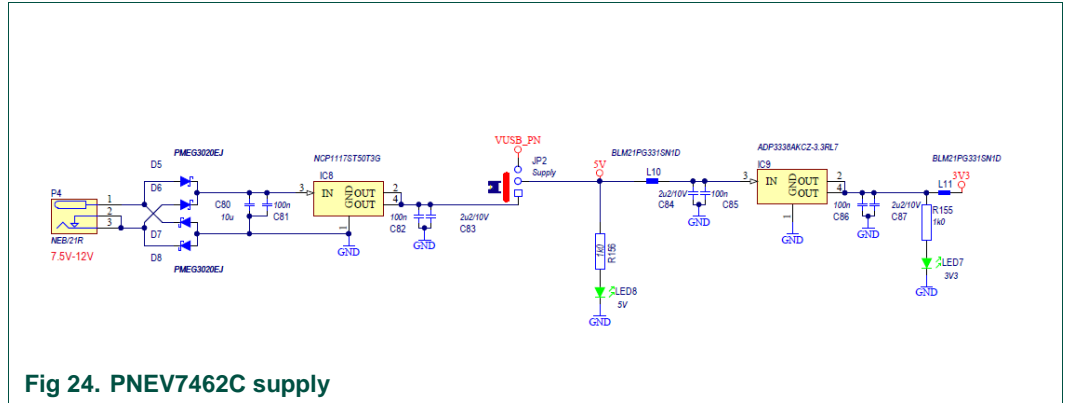 VUSB_PN
PMEG3020EJ
NCP1117ST50T3G
BLM21PG331SN1D
ADP3338AKCZ-3.3RL7
BLM21PG331SN1D
D5
IC8
JP2
Supply
5V
IC9
L10
L11
3V3
P4
D6
3
IN
GND
OUT
OUT
2
4
1
3
IN
GND
OUT
OUT
2
4
1
1
2
3
C80
10u
100n
C81
100n
C82
2u2/10V
C83
2u2/10V
C84
100n
C85
100n
C86
2u2/10V
C87
R155
1k0
NEB/21R
7.5V-12V
D7
D8
PMEG3020EJ
GND
GND
1k0
R156
GND
GND
GND
LED8
5V
GND
LED7
3V3
GND
Fig 24. PNEV7462C supply